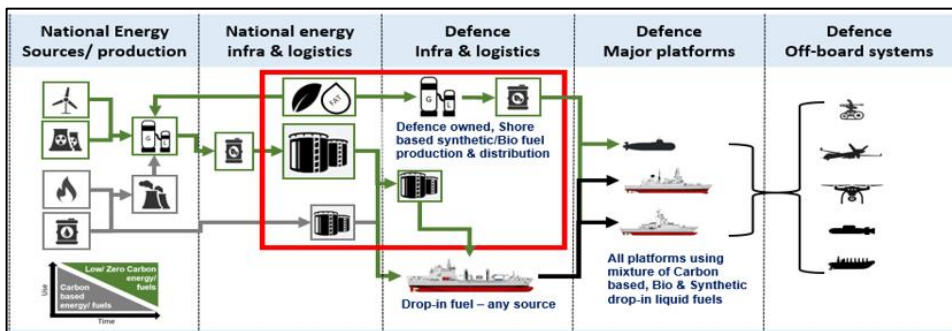 National Energy
Sources/ production
National energy
infra & logistics
Defence
Infra & logistics
Defence
Major platforms
Defence
Off-board systems
FAT
G
L
G
L
Defence owned, Shore
based synthetic/Bio fuel
production & distribution
Low/ Zero Carbon
energy/
fuels
Carbon
based
energy/ fuels
Use
Time
Drop-in fuel – any source
All platforms using
mixture of Carbon
based, Bio & Synthetic
drop-in liquid fuels